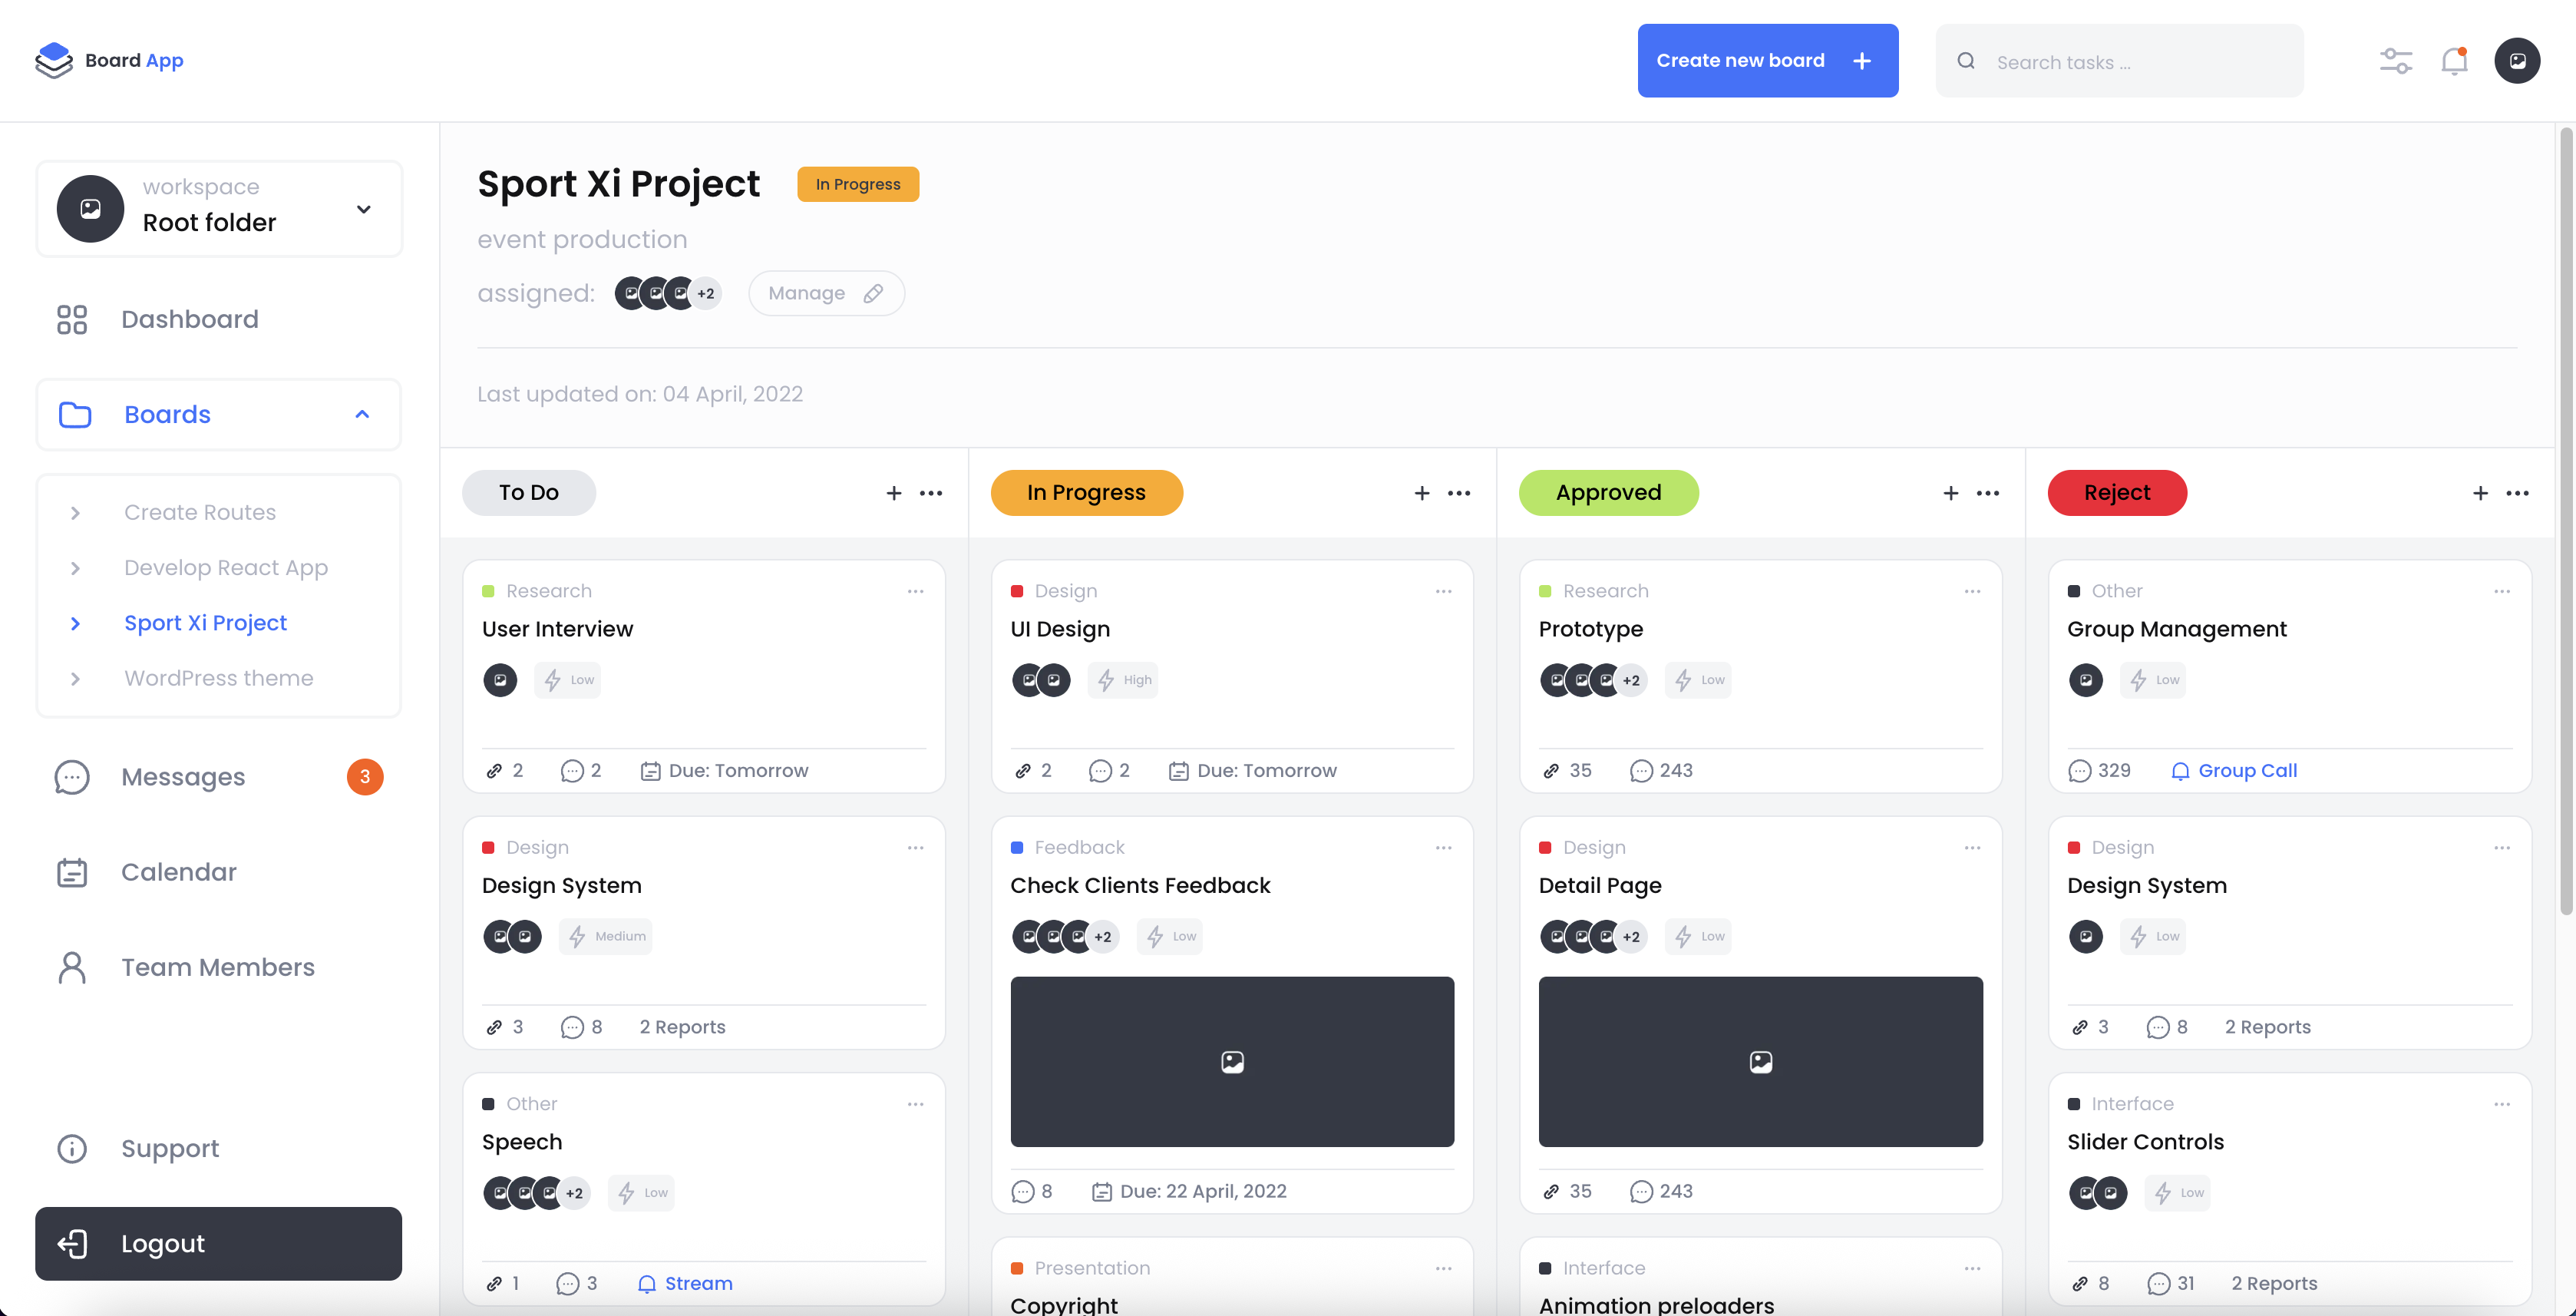 Board App
Create new board
Search tasks ...
workspace
Root folder
Dashboard
Boards
Create Routes
Develop React App
Sport Xi Project
WordPress theme
Messages
3
Calendar
Team Members
Support
Logout
Sport Xi Project
In Progress
event production
assigned:
+2
Manage
Last updated on: 04 April, 2022
To Do
Research
User Interview
Low
2
2
Due: Tomorrow
Design
Design System
Medium
3
8
2 Reports
Other
Speech
+2
Low
1
3
Stream
In Progress
Design
UI Design
High
2
2
Due: Tomorrow
Feedback
Check Clients Feedback
+2
Low
8
Due: 22 April, 2022
Presentation
Copyright
Approved
Research
Prototype
+2
Low
35
243
Design
Detail Page
+2
Low
35
243
Interface
Animation preloaders
Reject
Other
Group Management
Low
329
Group Call
Design
Design System
Low
3
8
2 Reports
Interface
Slider Controls
Low
8
31
2 Reports